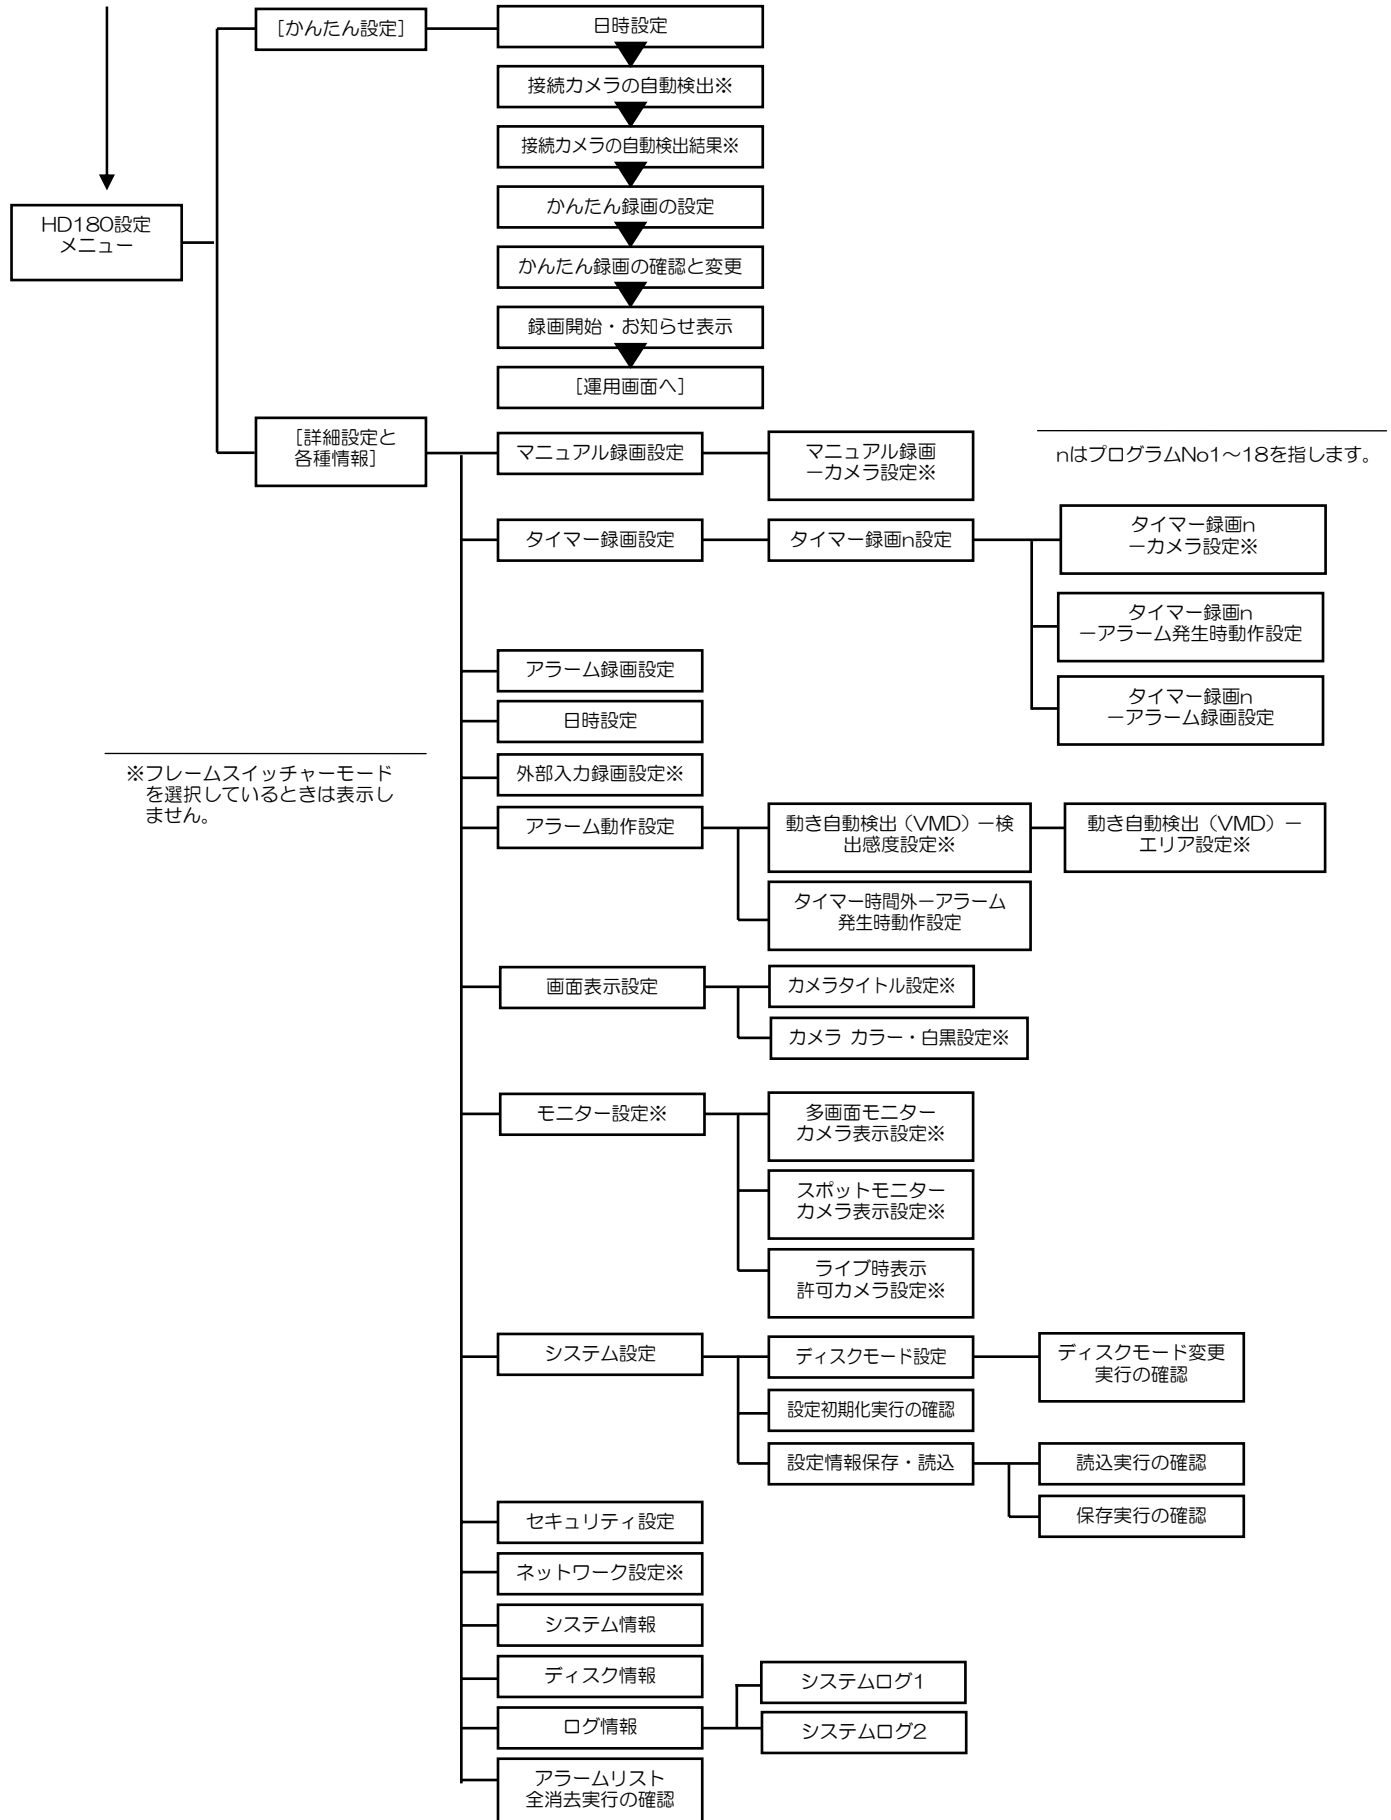 [かんたん設定]
日時設定
接続カメラの自動検出※
接続カメラの自動検出結果※
かんたん録画の設定
かんたん録画の確認と変更
録画開始・お知らせ表示
[運用画面へ]
HD180設定
メニュー
[詳細設定と
各種情報]
マニュアル録画設定
マニュアル録画
ーカメラ設定※
nはプログラムNo1～18を指します。
タイマー録画設定
タイマー録画n設定
タイマー録画n
ーカメラ設定※
タイマー録画n
ーアラーム発生時動作設定
タイマー録画n
ーアラーム録画設定
アラーム録画設定
日時設定
※フレームスイッチャーモード
を選択しているときは表示し
ません。
外部入力録画設定※
アラーム動作設定
動き自動検出（VMD）ー検
出感度設定※
動き自動検出（VMD）ー
エリア設定※
タイマー時間外ーアラーム
発生時動作設定
画面表示設定
カメラタイトル設定※
カメラ カラー・白黒設定※
モニター設定※
多画面モニター
カメラ表示設定※
スポットモニター
カメラ表示設定※
ライブ時表示
許可カメラ設定※
システム設定
ディスクモード設定
ディスクモード変更
実行の確認
設定初期化実行の確認
設定情報保存・読込
読込実行の確認
保存実行の確認
セキュリティ設定
ネットワーク設定※
システム情報
ディスク情報
ログ情報
システムログ1
システムログ2
アラームリスト
全消去実行の確認